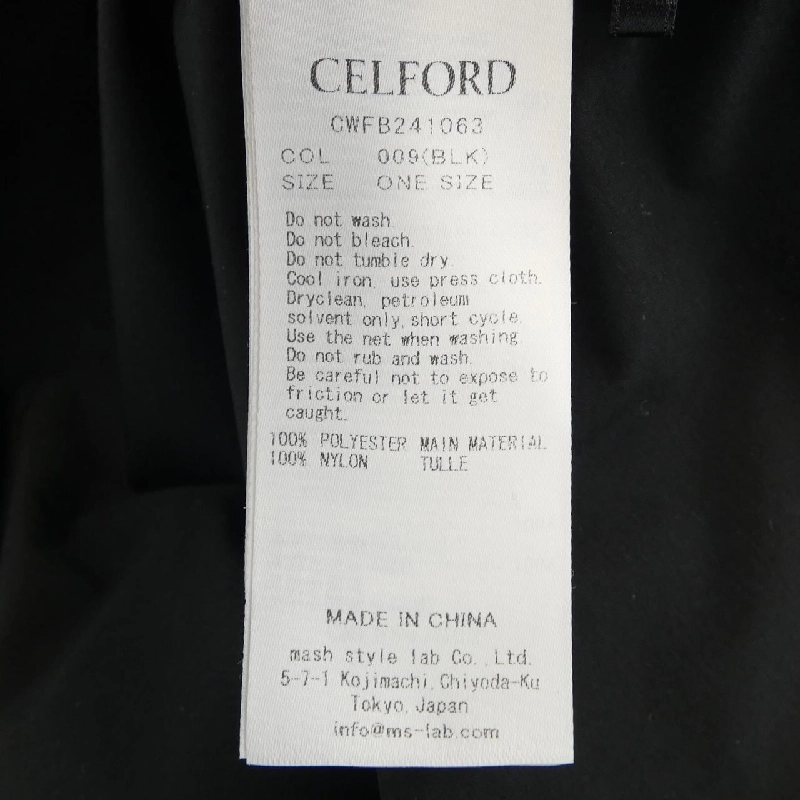 CELFORD
CWFB241063
COL 009(BLK)
SIZE ONE SIZE
Do not wash.
Do not bleach.
Do not tumble dry.
Cool iron, use press cloth.
Dryclean, petroleum
solvent only, short cycle.
Use the net when washing.
Do not rub and wash.
Be careful not to expose to
friction or let it get
caught.
100% POLYESTER MAIN MATERIAL
100% NYLON TULLE
MADE IN CHINA
mash style lab Co.,Ltd.
5-7-1 Kojimachi,Chiyoda-Ku
Tokyo,Japan
info@ms-lab.com